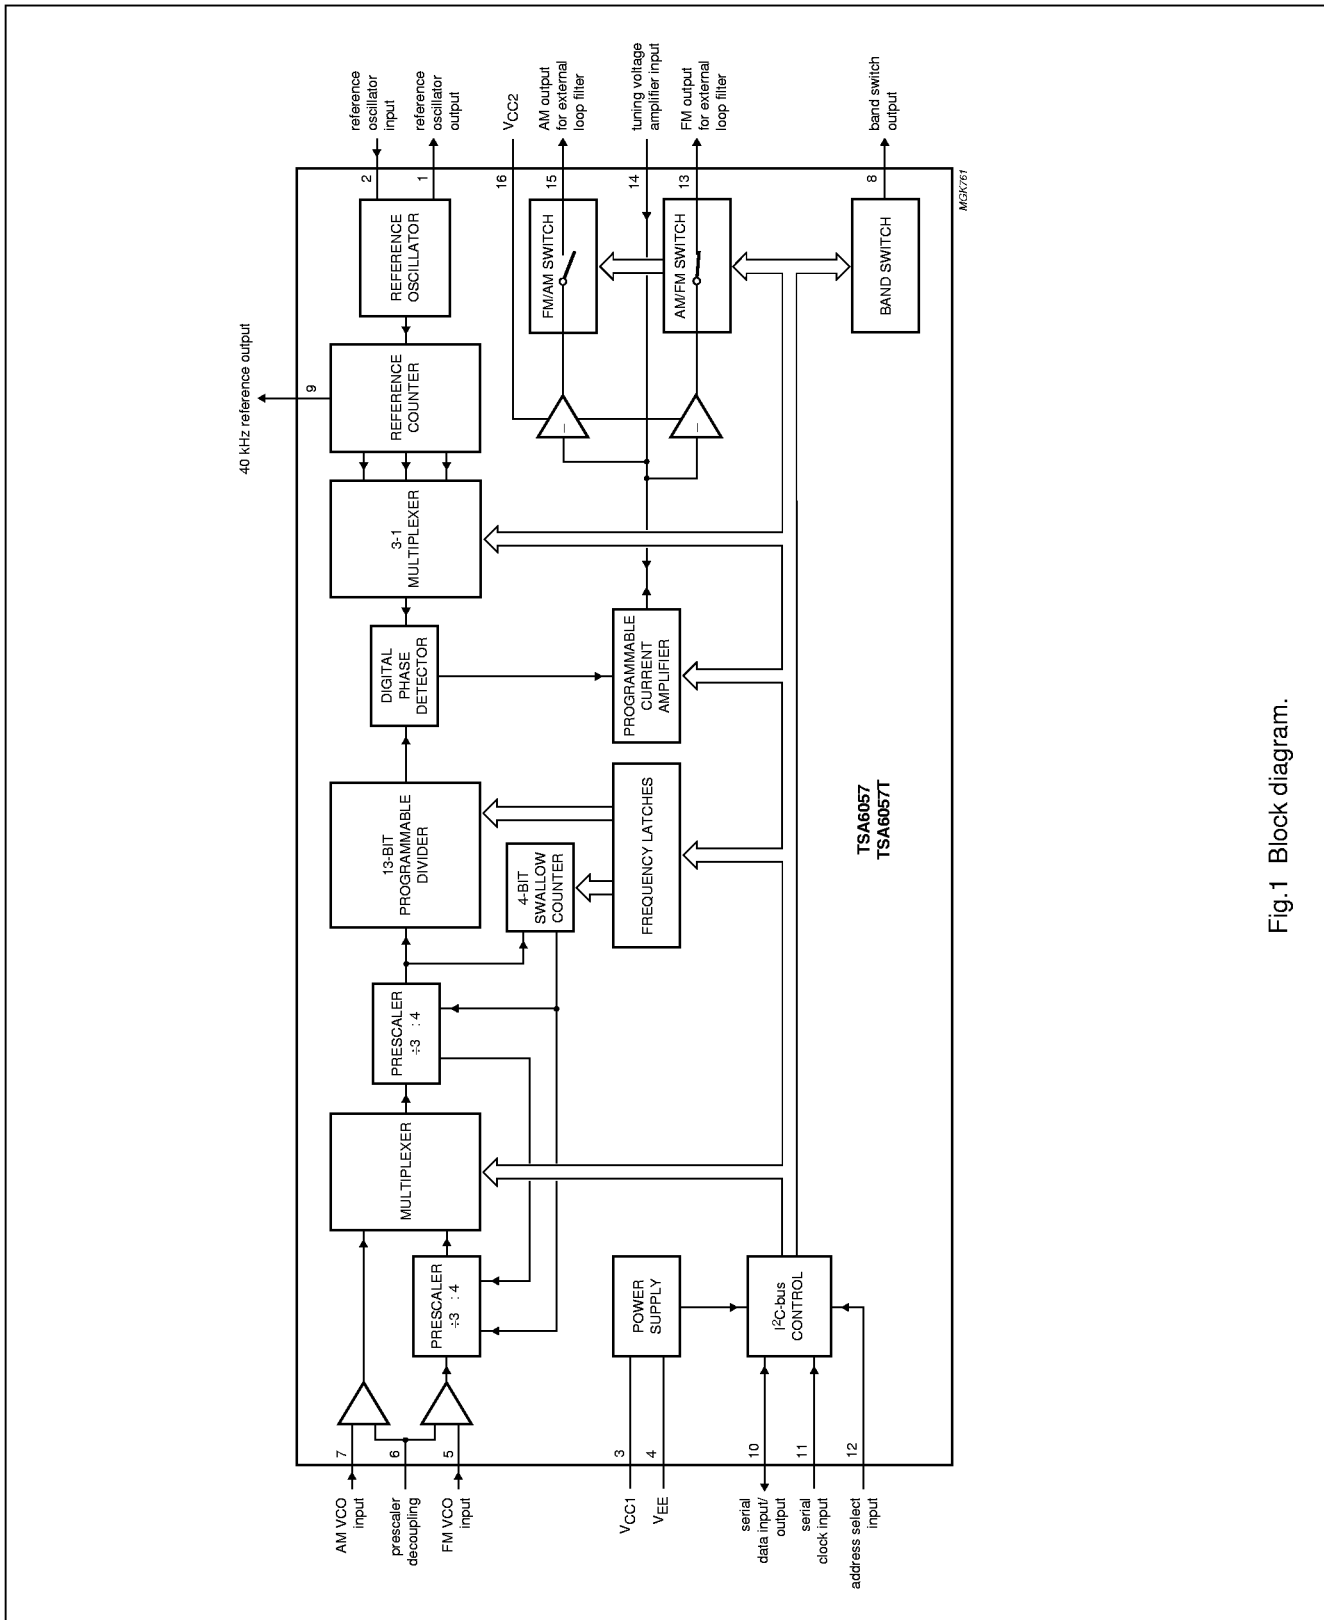 AM VCO
input
7
prescaler
decoupling
6
FM VCO
input
5
PRESCALER
÷3 : 4
MULTIPLEXER
PRESCALER
÷3 : 4
13-BIT
PROGRAMMABLE
DIVIDER
4-BIT
SWALLOW
COUNTER
DIGITAL
PHASE
DETECTOR
3-1
MULTIPLEXER
REFERENCE
COUNTER
9
40 kHz reference output
REFERENCE
OSCILLATOR
2
reference
oscillator
input
1
reference
oscillator
output
VCC1
3
VEE
4
POWER
SUPPLY
FREQUENCY LATCHES
PROGRAMMABLE
CURRENT
AMPLIFIER
–
–
16
VCC2
FM/AM SWITCH
15
AM output
for external
loop filter
14
tuning voltage
amplifier input
AM/FM SWITCH
13
FM output
for external
loop filter
serial
data input/
output
10
serial
clock input
11
address select
input
12
I²C-bus
CONTROL
TSA6057
TSA6057T
BAND SWITCH
8
band switch
output
MGK761
Fig.1 Block diagram.